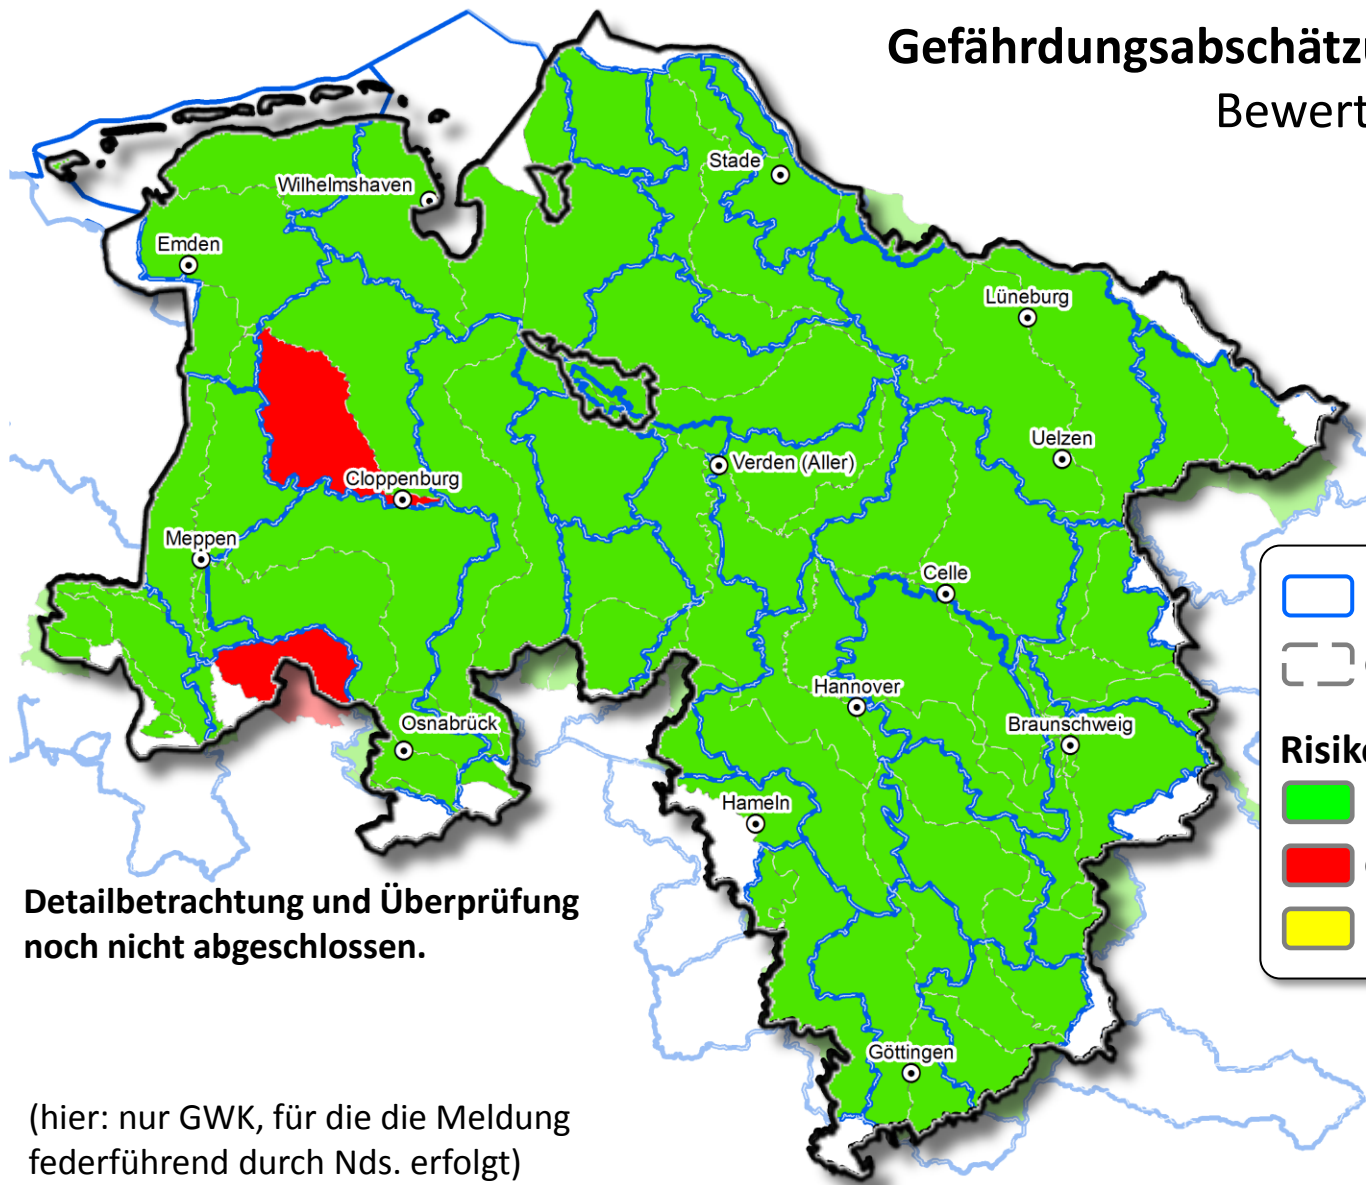 Gefährdungsabschätzu
Bewert
Stade
Wilhelmshaven
Emden
Lüneburg
Uelzen
Verden (Aller)
Cloppenburg
Meppen
Celle
Hannover
Osnabrück
Braunschweig
Risik
Hameln
Detailbetrachtung und Überprüfung
noch nicht abgeschlossen.
Göttingen
(hier: nur GWK, für die die Meldung
federführend durch Nds. erfolgt)